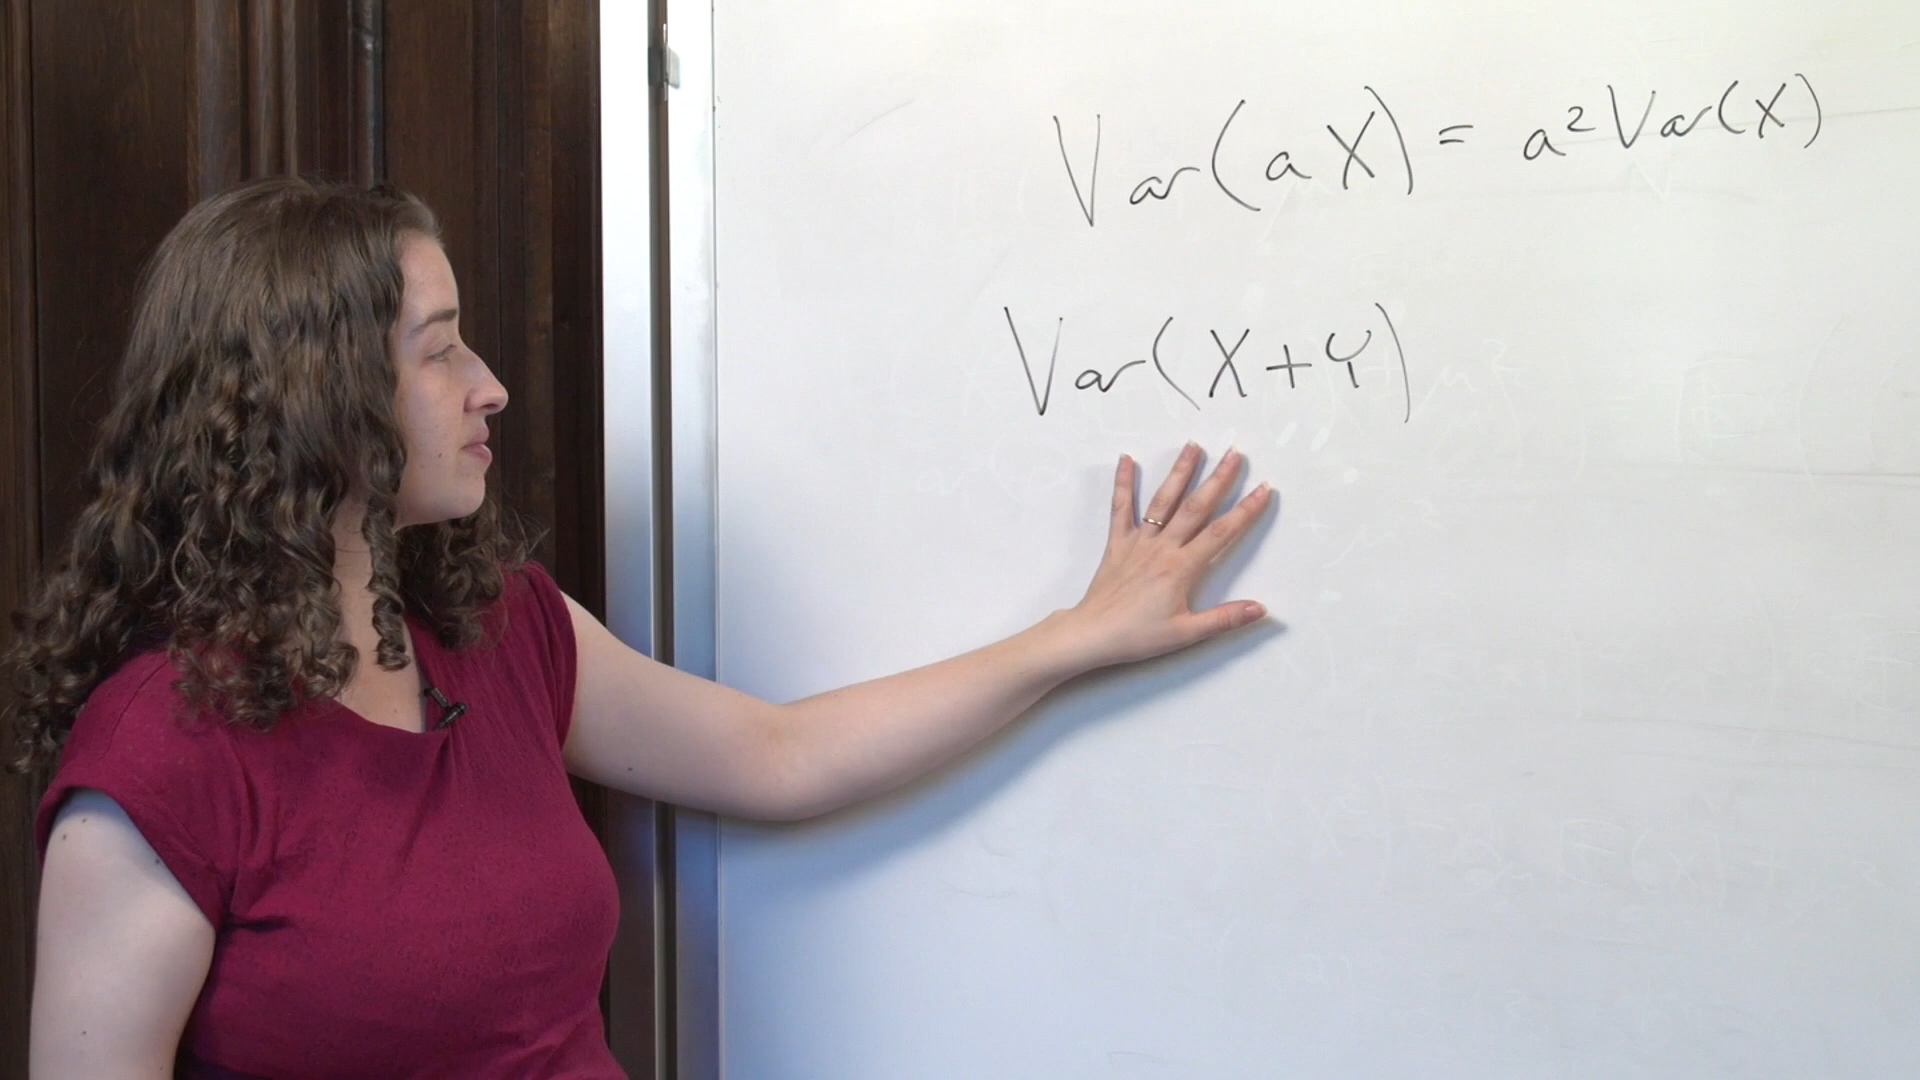 Var(aX) = a²Var(X)
Var(X+Y)